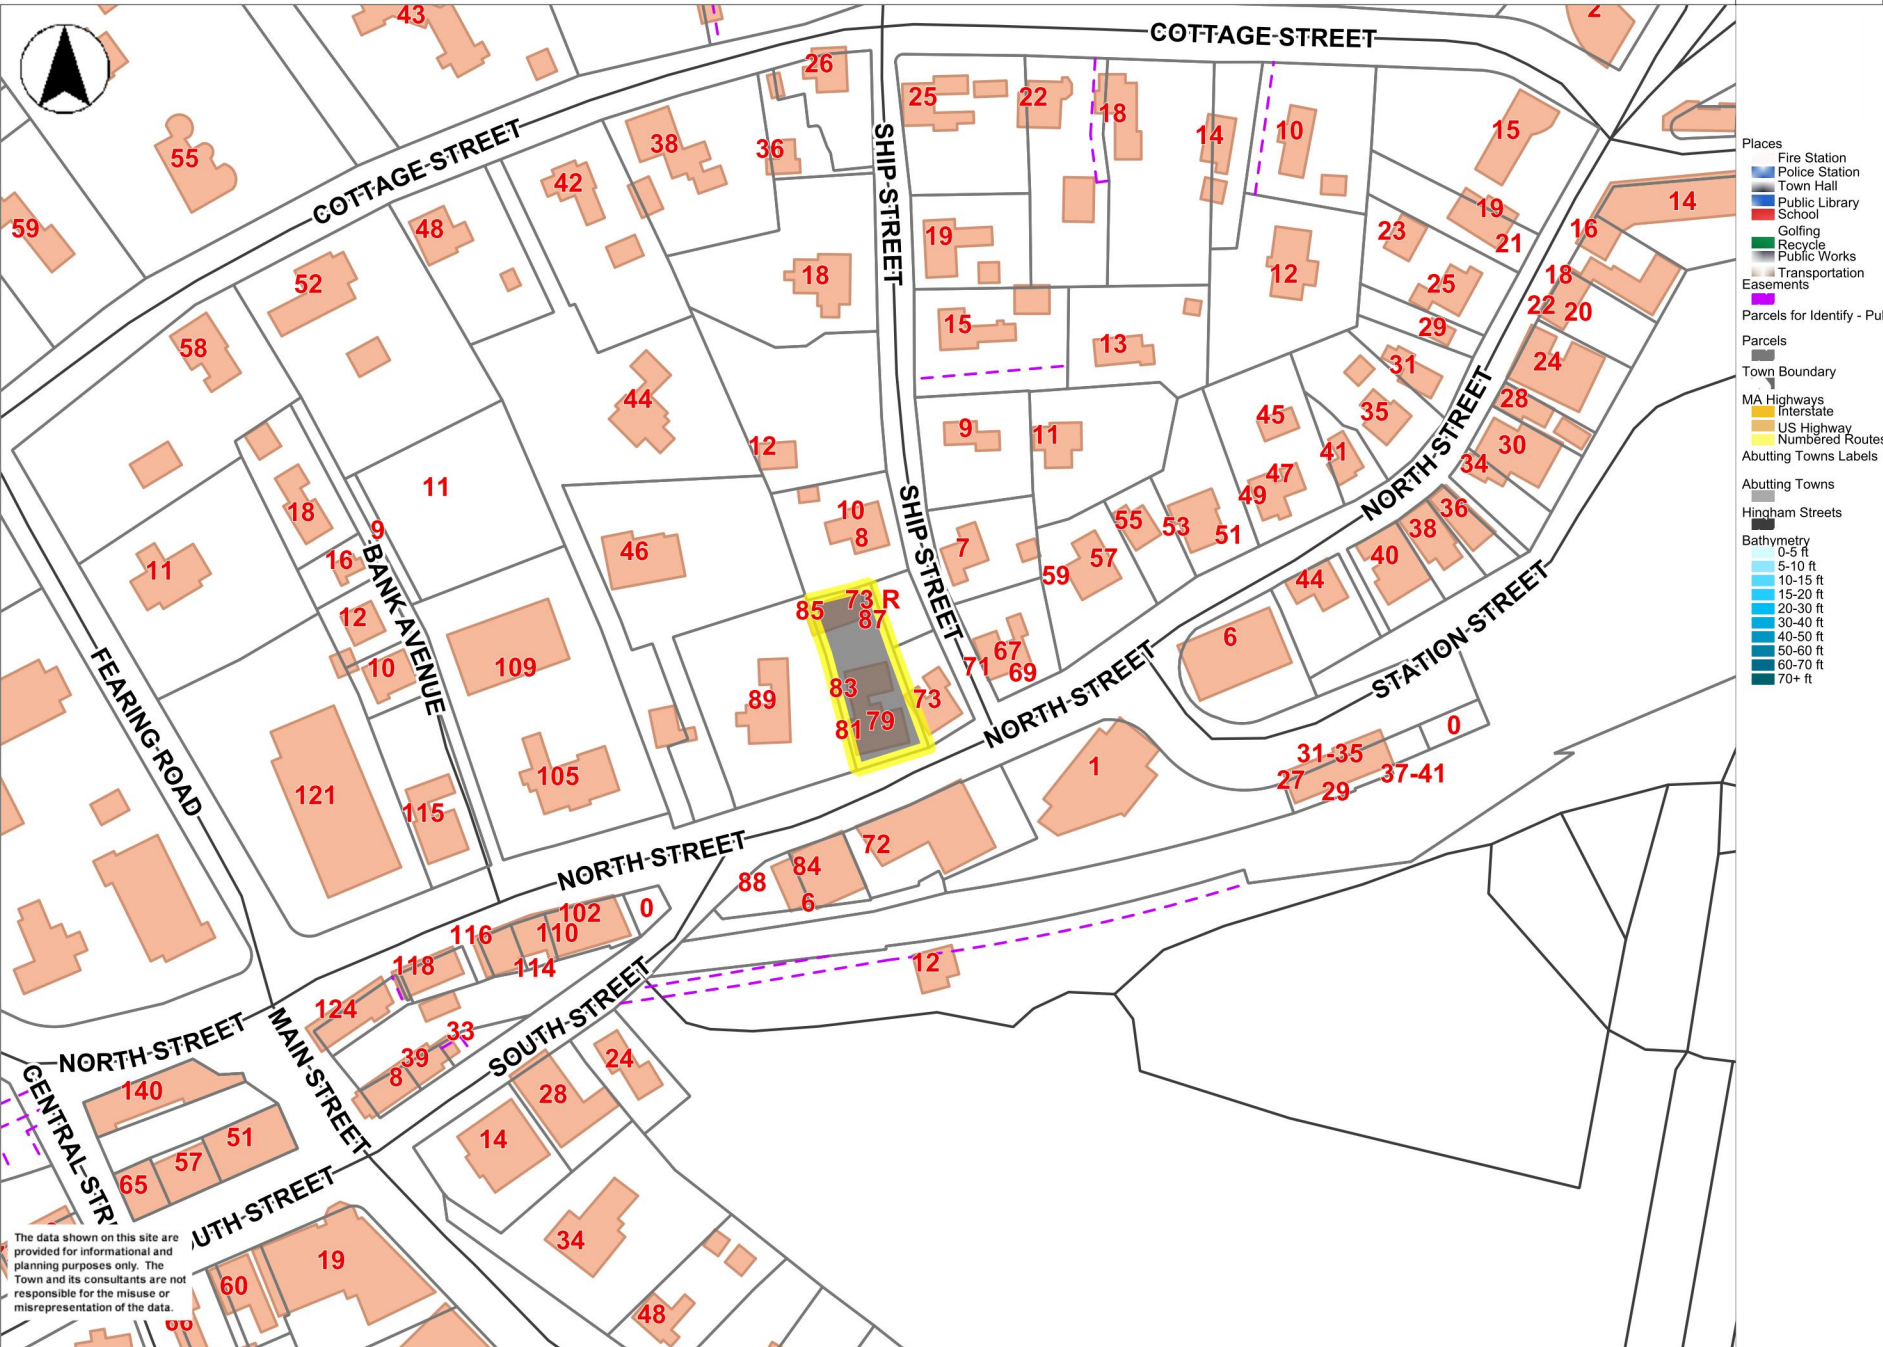 43
2
COTTAGE STREET
26
55
COTTAGE STREET
38
36
SHIP STREET
25
22
18
14
10
15
59
42
48
52
18
19
12
23
19
21
16
14
58
44
15
13
25
29
18
22
20
31
24
12
9
11
45
35
28
30
41
34
NORTH STREET
11
18
9
46
10
8
SHIP STREET
7
55
53
47
49
51
36
38
11
16
BANK AVENUE
12
10
59
57
40
44
STATION STREET
85
73 R
87
109
6
67
71
69
NORTH STREET
83
89
73
79
81
FEARING ROAD
121
105
115
1
0
31-35
27
37-41
29
NORTH STREET
72
84
88
6
102
0
116
110
114
118
12
124
SOUTH STREET
NORTH STREET
MAIN STREET
33
39
8
24
28
140
CENTRAL STRE
51
57
65
14
OUTH STREET
34
19
60
66
48
The data shown on this site are
provided for informational and
planning purposes only. The
Town and its consultants are not
responsible for the misuse or
misrepresentation of the data.
Places
Fire Station
Police Station
Town Hall
Public Library
School
Golfing
Recycle
Public Works
Transportation
Easements
Parcels for Identify - Pul
Parcels
Town Boundary
MA Highways
Interstate
US Highway
Numbered Routes
Abutting Towns Labels
Abutting Towns
Hingham Streets
Bathymetry
0-5 ft
5-10 ft
10-15 ft
15-20 ft
20-30 ft
30-40 ft
40-50 ft
50-60 ft
60-70 ft
70+ ft